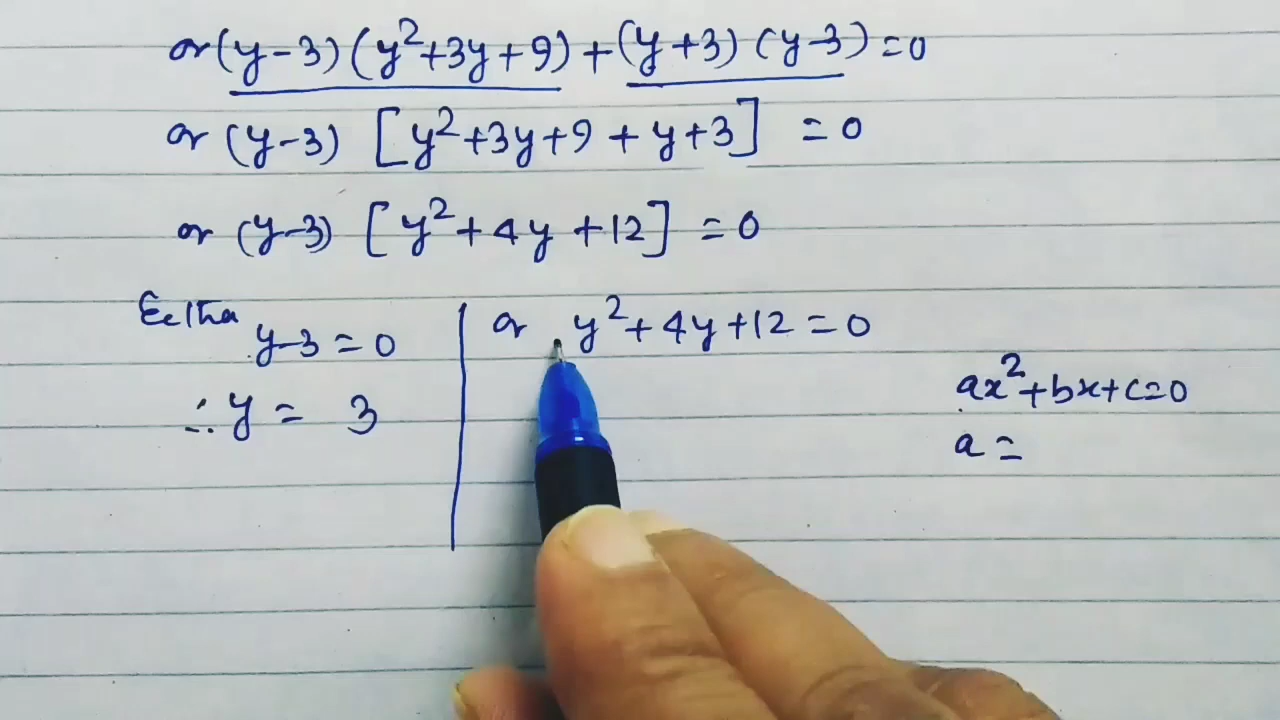 or (y-3) (y²+3y+9) + (y+3) (y-3) = 0
or (y-3) [y²+3y+9 + y+3] = 0
or (y-3) [y²+4y+12] = 0
y-3 = 0
∴ y = 3
or y²+4y+12 = 0
ax²+bx+c=0
a =